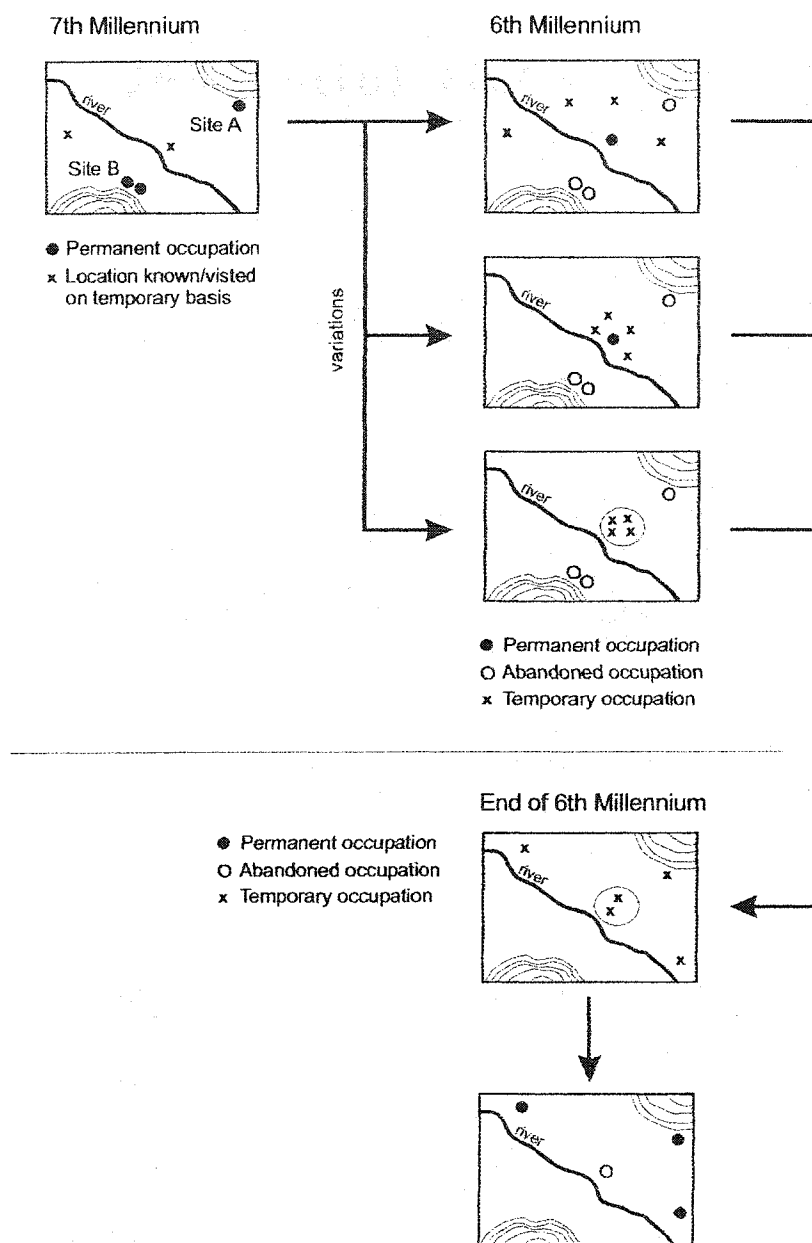 7th Millennium
6th Millennium
river
Site A
Site B
● Permanent occupation
x Location known/visted
on temporary basis
variations
river
river
river
● Permanent occupation
○ Abandoned occupation
x Temporary occupation
End of 6th Millennium
● Permanent occupation
○ Abandoned occupation
x Temporary occupation
river
river